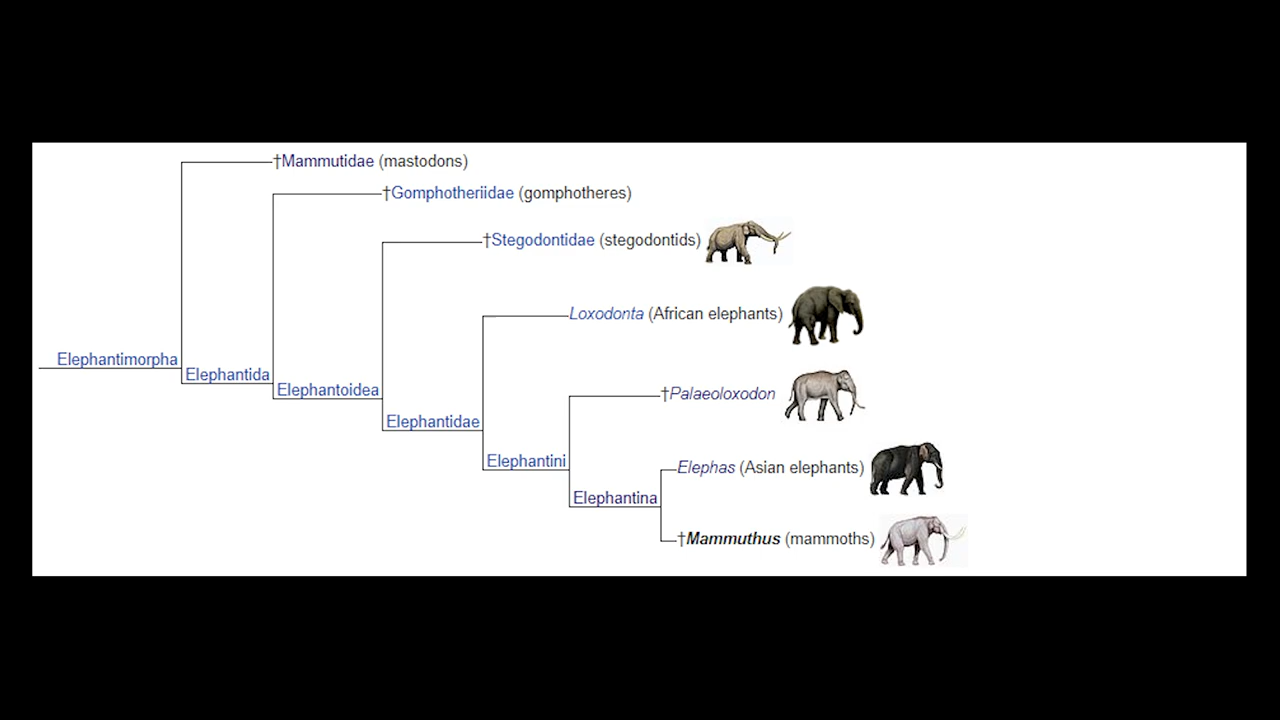 †Mammutidae (mastodons)
†Gomphotheriidae (gomphotheres)
†Stegodontidae (stegodontids)
Loxodonta (African elephants)
Elephantimorpha
Elephantida
Elephantoidea
†Palaeoloxodon
Elephantidae
Elephantini
Elephas (Asian elephants)
Elephantina
†Mammuthus (mammoths)